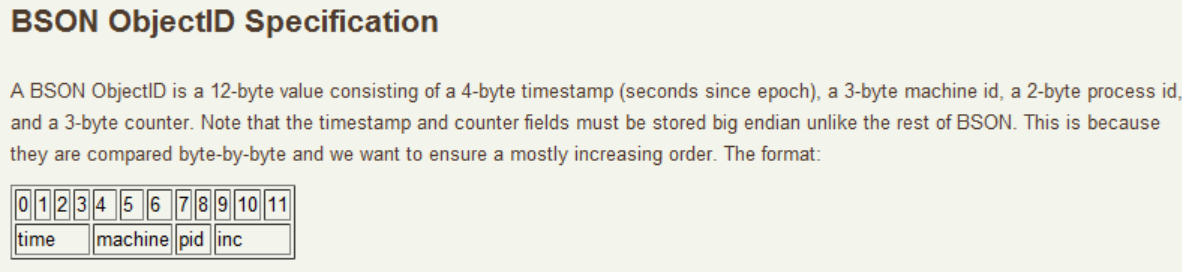 BSON ObjectID Specification
A BSON ObjectID is a 12-byte value consisting of a 4-byte timestamp (seconds since epoch), a 3-byte machine id, a 2-byte process id,
and a 3-byte counter. Note that the timestamp and counter fields must be stored big endian unlike the rest of BSON. This is because
they are compared byte-by-byte and we want to ensure a mostly increasing order. The format:
0 1 2 3 4 5 6 7 8 9 10 11
time machine pid inc